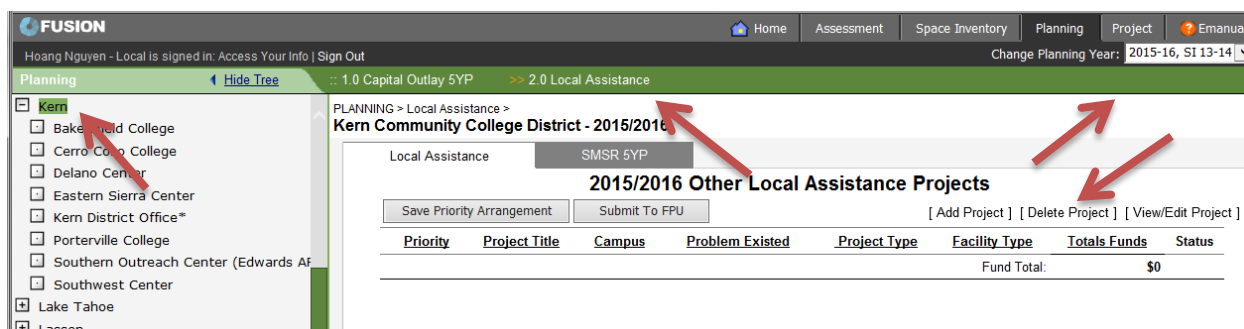 FUSION
Home Assessment Space Inventory Planning Project Emanua
Hoang Nguyen - Local is signed in: Access Your Info | Sign Out
Change Planning Year: 2015-16, SI 13-14
Planning Hide Tree :: 1.0 Capital Outlay 5YP >> 2.0 Local Assistance
Kern
College
Cerro College
Delano
Eastern Sierra Center
Kern District Office*
Porterville College
Southern Outreach Center (Edwards AF
Southwest Center
Lake Tahoe
PLANNING > Local Assistance >
Kern Community College District - 2015/2016
Local Assistance SMSR 5YP
2015/2016 Other Local Assistance Projects
Save Priority Arrangement Submit To FPU [ Add Project ] [ Delete Project ] [ View/Edit Project ]
Priority Project Title Campus Problem Existed Project Type Facility Type Totals Funds Status
Fund Total: $0